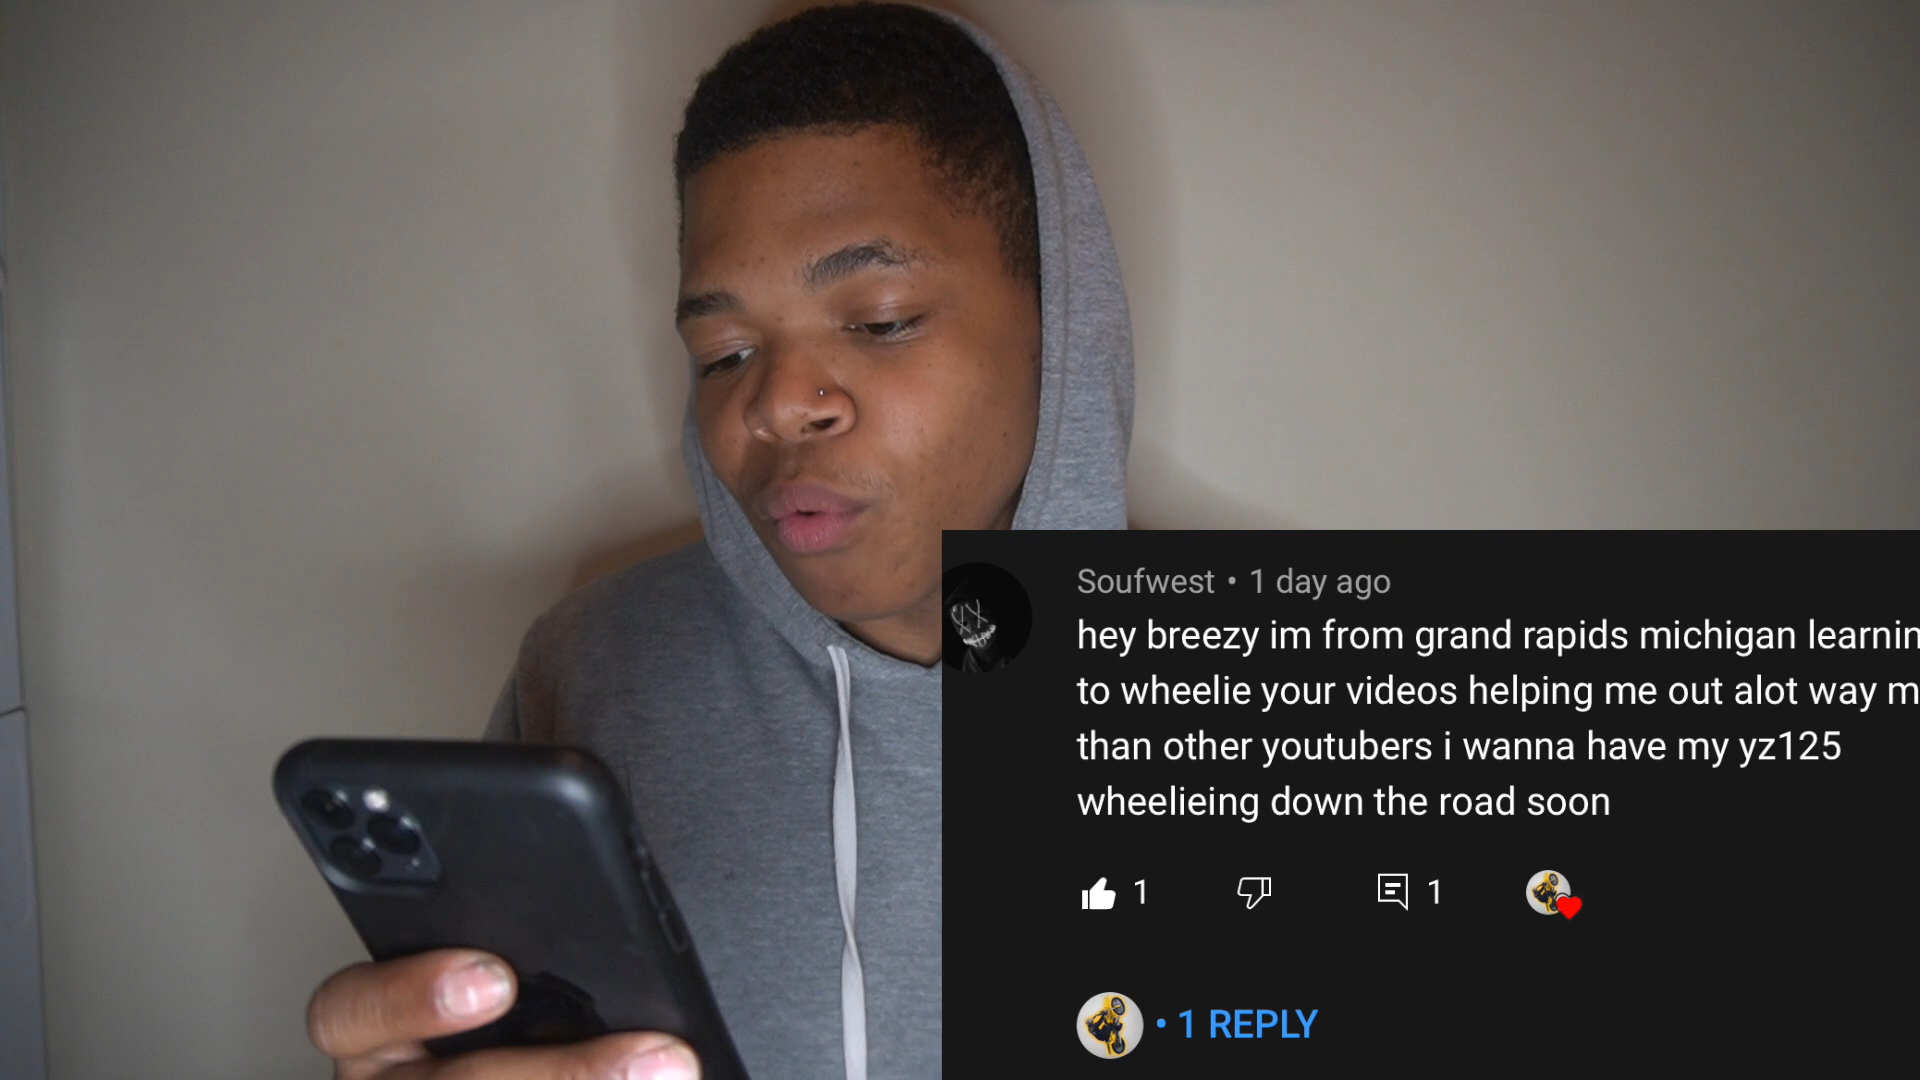 Soufwest • 1 day ago
hey breezy im from grand rapids michigan learnin
to wheelie your videos helping me out alot way m
than other youtubers i wanna have my yz125
wheelieing down the road soon
1 1
• 1 REPLY